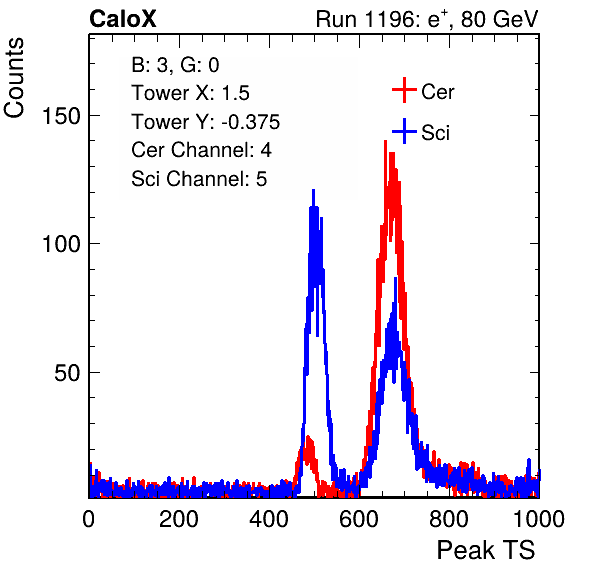 CaloX Run 1196: e⁺, 80 GeV
B: 3, G: 0
Tower X: 1.5
Tower Y: -0.375
Cer Channel: 4
Sci Channel: 5
Cer
Sci
Counts
150
100
50
0 200 400 600 800 1000
Peak TS